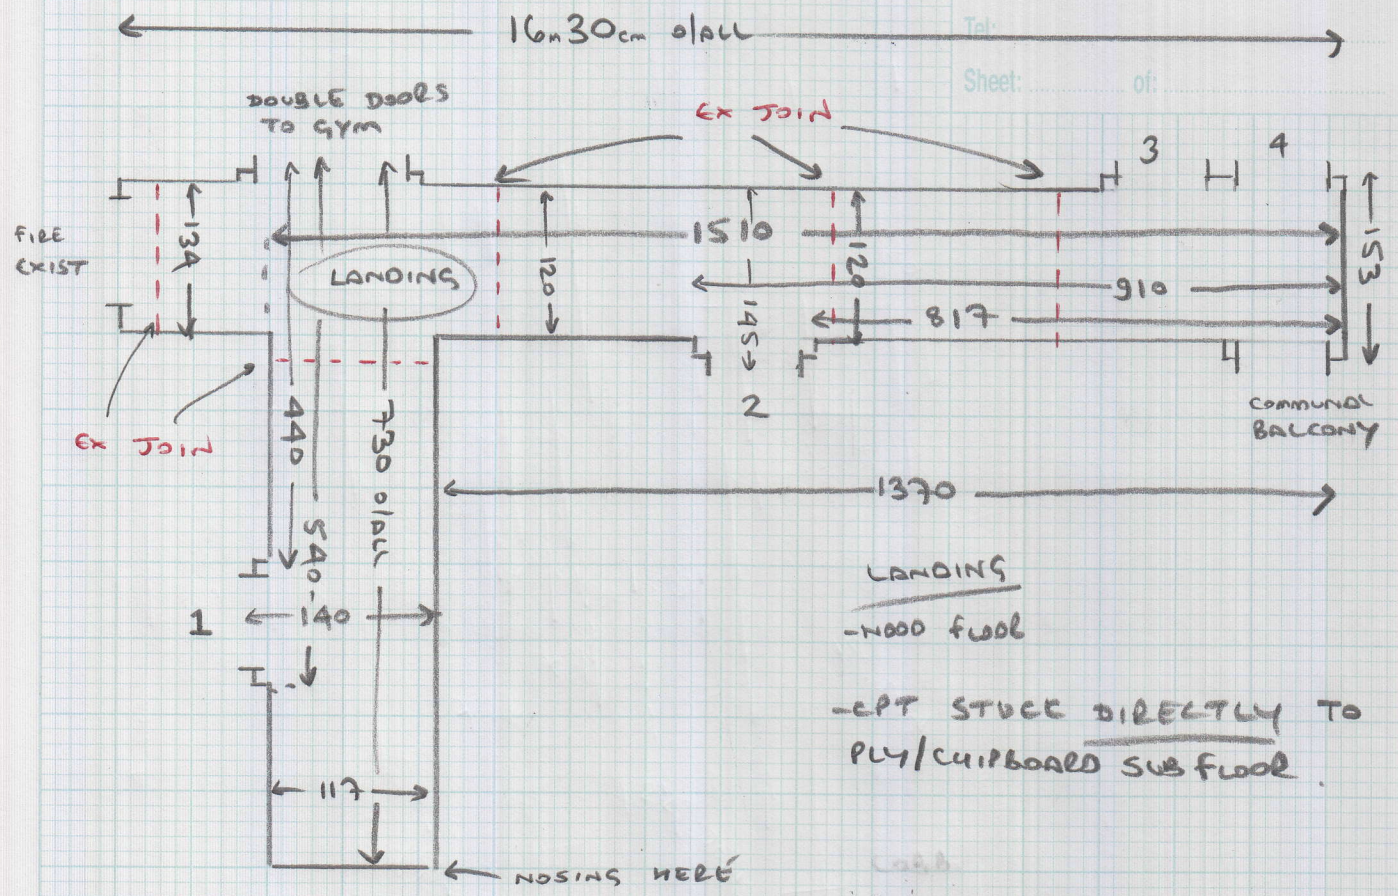 Tel:
16m30cm o/ALL
Sheet: of:
DOUBLE DOORS
TO GYM
EX JOIN
3
4
FIRE
EXIST
134
LANDING
120
1510
145
120
910
817
153
2
EX JOIN
440
730 o/ALL
540
COMMUNAL
BALCONY
1370
1
140
LANDING
-WOOD FLOOR
-CPT STUCK DIRECTLY TO
PLY/CHIPBOARD SUBFLOOR.
117
NOSING HERE